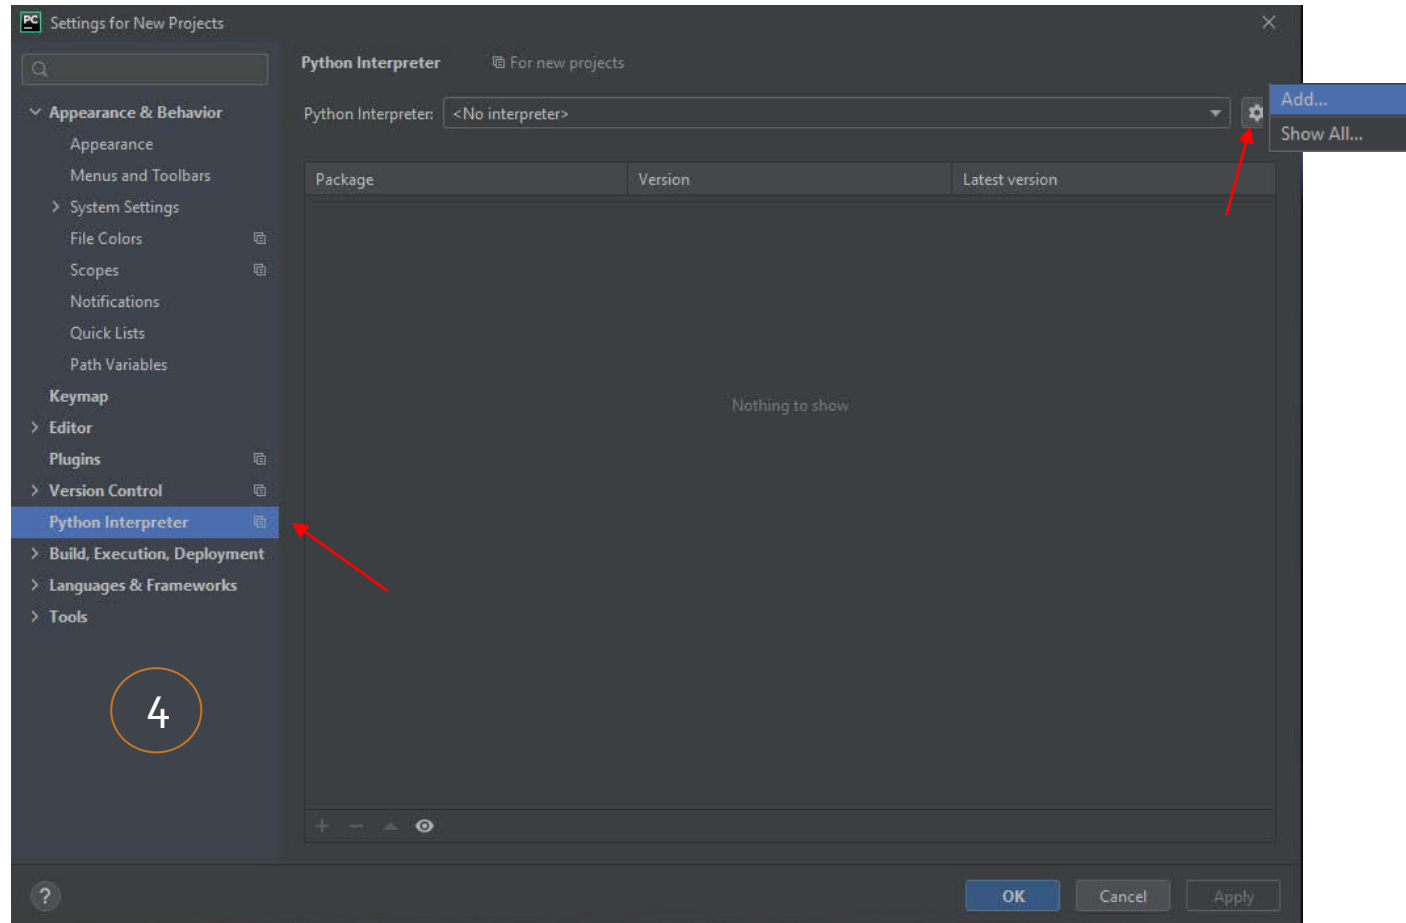 PC Settings for New Projects
Python Interpreter For new projects
Add...
Appearance & Behavior
Python Interpreter: <No interpreter>
Show All...
Appearance
Menus and Toolbars
Package Version Latest version
System Settings
File Colors
Scopes
Notifications
Quick Lists
Path Variables
Keymap
Nothing to show
Editor
Plugins
Version Control
Python Interpreter
Build, Execution, Deployment
Languages & Frameworks
Tools
4
? OK Cancel Apply